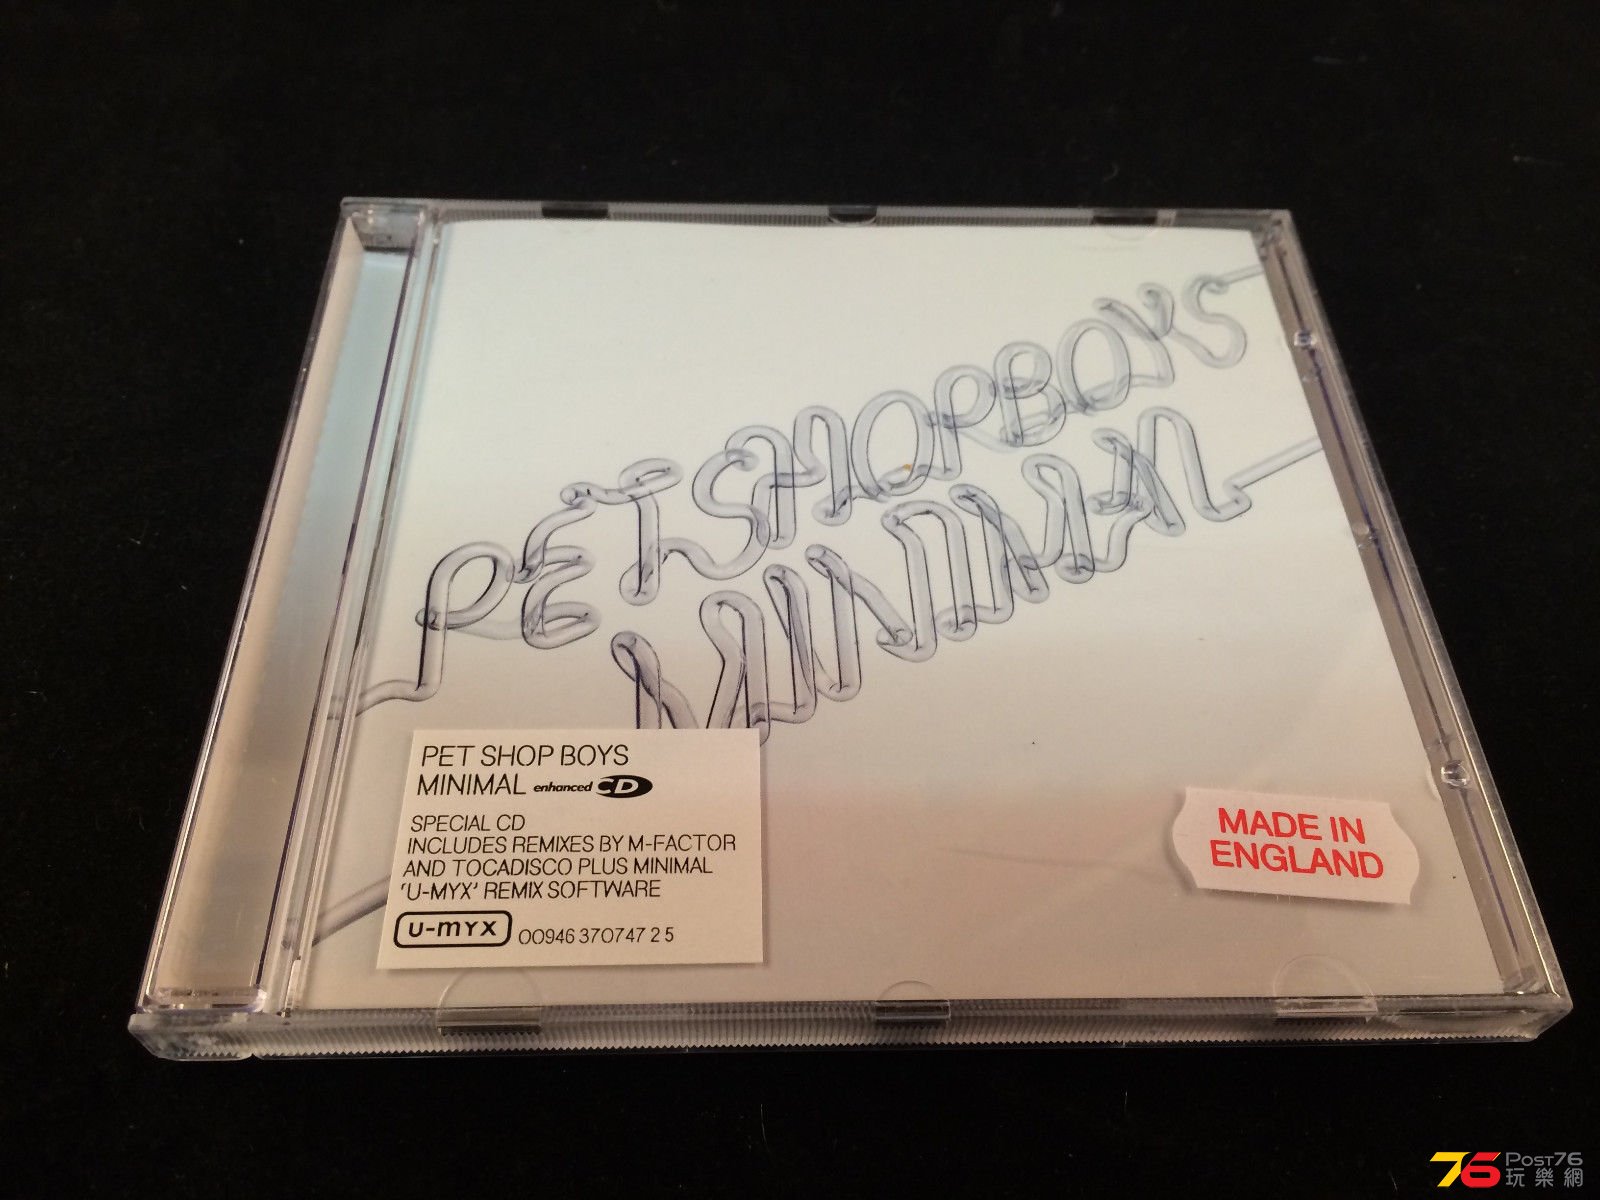 PET SHOP BOYS
MINIMAL
PET SHOP BOYS
MINIMAL enhanced CD
SPECIAL CD
INCLUDES REMIXES BY M-FACTOR
AND TOCADISCO PLUS MINIMAL
'U-MYX' REMIX SOFTWARE
U-MYX 00946 370747 2 5
MADE IN
ENGLAND
76 POST76
玩樂網